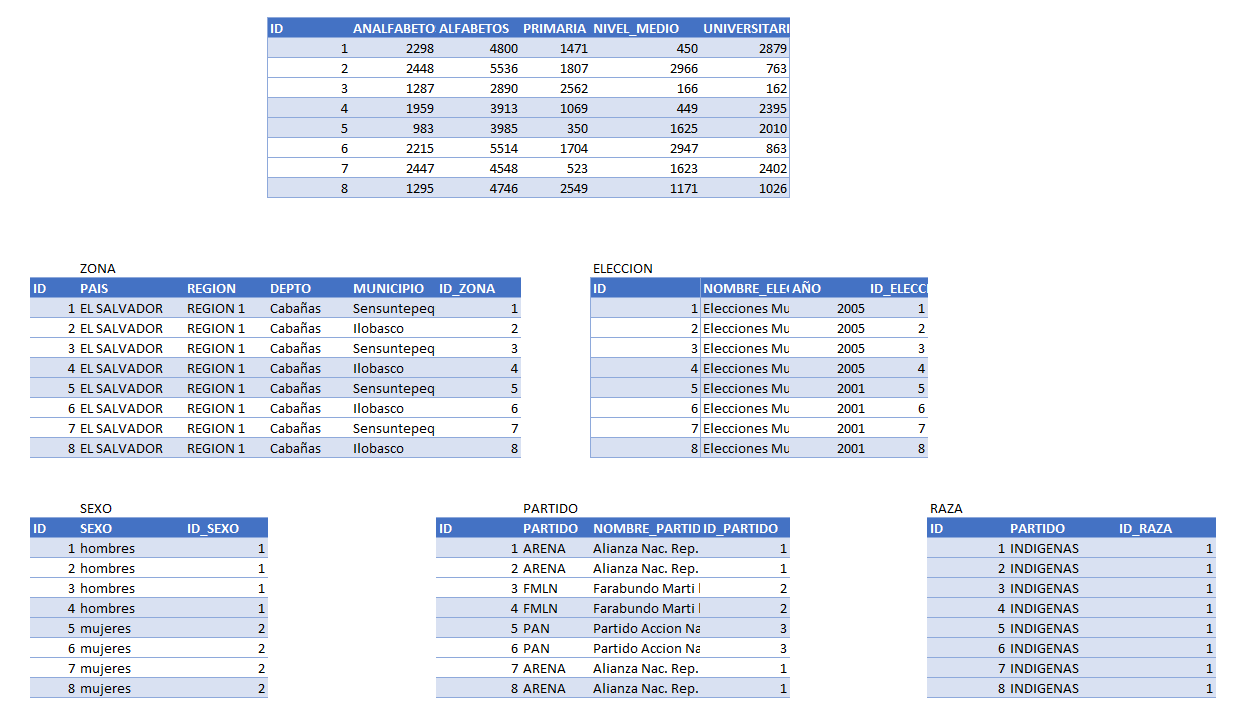 ID ANALFABETO ALFABETOS PRIMARIA NIVEL_MEDIO UNIVERSITARI
1 2298 4800 1471 450 2879
2 2448 5536 1807 2966 763
3 1287 2890 2562 166 162
4 1959 3913 1069 449 2395
5 983 3985 350 1625 2010
6 2215 5514 1704 2947 863
7 2447 4548 523 1623 2402
8 1295 4746 2549 1171 1026
ZONA
ID PAIS REGION DEPTO MUNICIPIO ID_ZONA
1 EL SALVADOR REGION 1 Cabañas Sensuntepeq 1
2 EL SALVADOR REGION 1 Cabañas Ilobasco 2
3 EL SALVADOR REGION 1 Cabañas Sensuntepeq 3
4 EL SALVADOR REGION 1 Cabañas Ilobasco 4
5 EL SALVADOR REGION 1 Cabañas Sensuntepeq 5
6 EL SALVADOR REGION 1 Cabañas Ilobasco 6
7 EL SALVADOR REGION 1 Cabañas Sensuntepeq 7
8 EL SALVADOR REGION 1 Cabañas Ilobasco 8
ELECCION
ID NOMBRE_ELEC AÑO ID_ELECCI
1 Elecciones Mu 2005 1
2 Elecciones Mu 2005 2
3 Elecciones Mu 2005 3
4 Elecciones Mu 2005 4
5 Elecciones Mu 2001 5
6 Elecciones Mu 2001 6
7 Elecciones Mu 2001 7
8 Elecciones Mu 2001 8
SEXO
ID SEXO ID_SEXO
1 hombres 1
2 hombres 1
3 hombres 1
4 hombres 1
5 mujeres 2
6 mujeres 2
7 mujeres 2
8 mujeres 2
PARTIDO
ID PARTIDO NOMBRE_PARTID ID_PARTIDO
1 ARENA Alianza Nac. Rep. 1
2 ARENA Alianza Nac. Rep. 1
3 FMLN Farabundo Marti 2
4 FMLN Farabundo Marti 2
5 PAN Partido Accion Na 3
6 PAN Partido Accion Na 3
7 ARENA Alianza Nac. Rep. 1
8 ARENA Alianza Nac. Rep. 1
RAZA
ID PARTIDO ID_RAZA
1 INDIGENAS 1
2 INDIGENAS 1
3 INDIGENAS 1
4 INDIGENAS 1
5 INDIGENAS 1
6 INDIGENAS 1
7 INDIGENAS 1
8 INDIGENAS 1